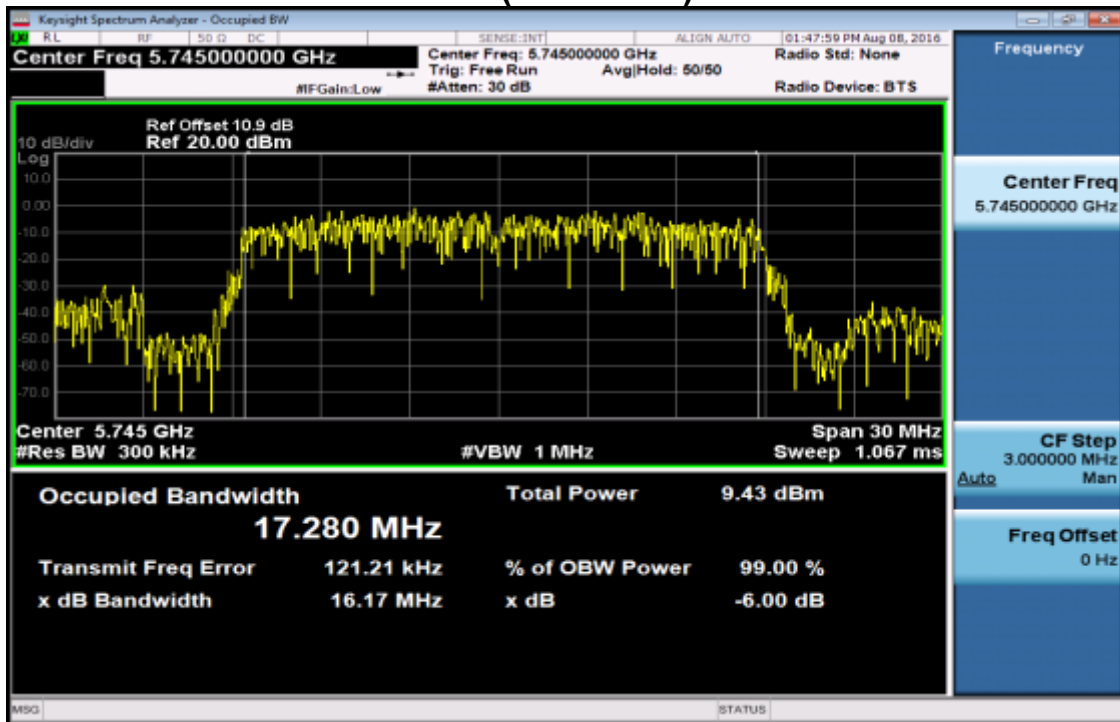 Keysight Spectrum Analyzer - Occupied BW
RL RF 50 Ω DC SENSE:INT ALIGN AUTO 01:47:59 PM Aug 08, 2016
Center Freq 5.745000000 GHz
Center Freq: 5.745000000 GHz Radio Std: None
Trig: Free Run Avg|Hold: 50/50
#IFGain:Low #Atten: 30 dB Radio Device: BTS
Ref Offset 10.9 dB
10 dB/div Ref 20.00 dBm
Log
10.0
0.00
-10.0
-20.0
-30.0
-40.0
-50.0
-60.0
-70.0
Center 5.745 GHz Span 30 MHz
#Res BW 300 kHz #VBW 1 MHz Sweep 1.067 ms
Occupied Bandwidth Total Power 9.43 dBm
17.280 MHz
Transmit Freq Error 121.21 kHz % of OBW Power 99.00 %
x dB Bandwidth 16.17 MHz x dB -6.00 dB
MSG STATUS
Frequency
Center Freq
5.745000000 GHz
CF Step
3.000000 MHz
Auto Man
Freq Offset
0 Hz